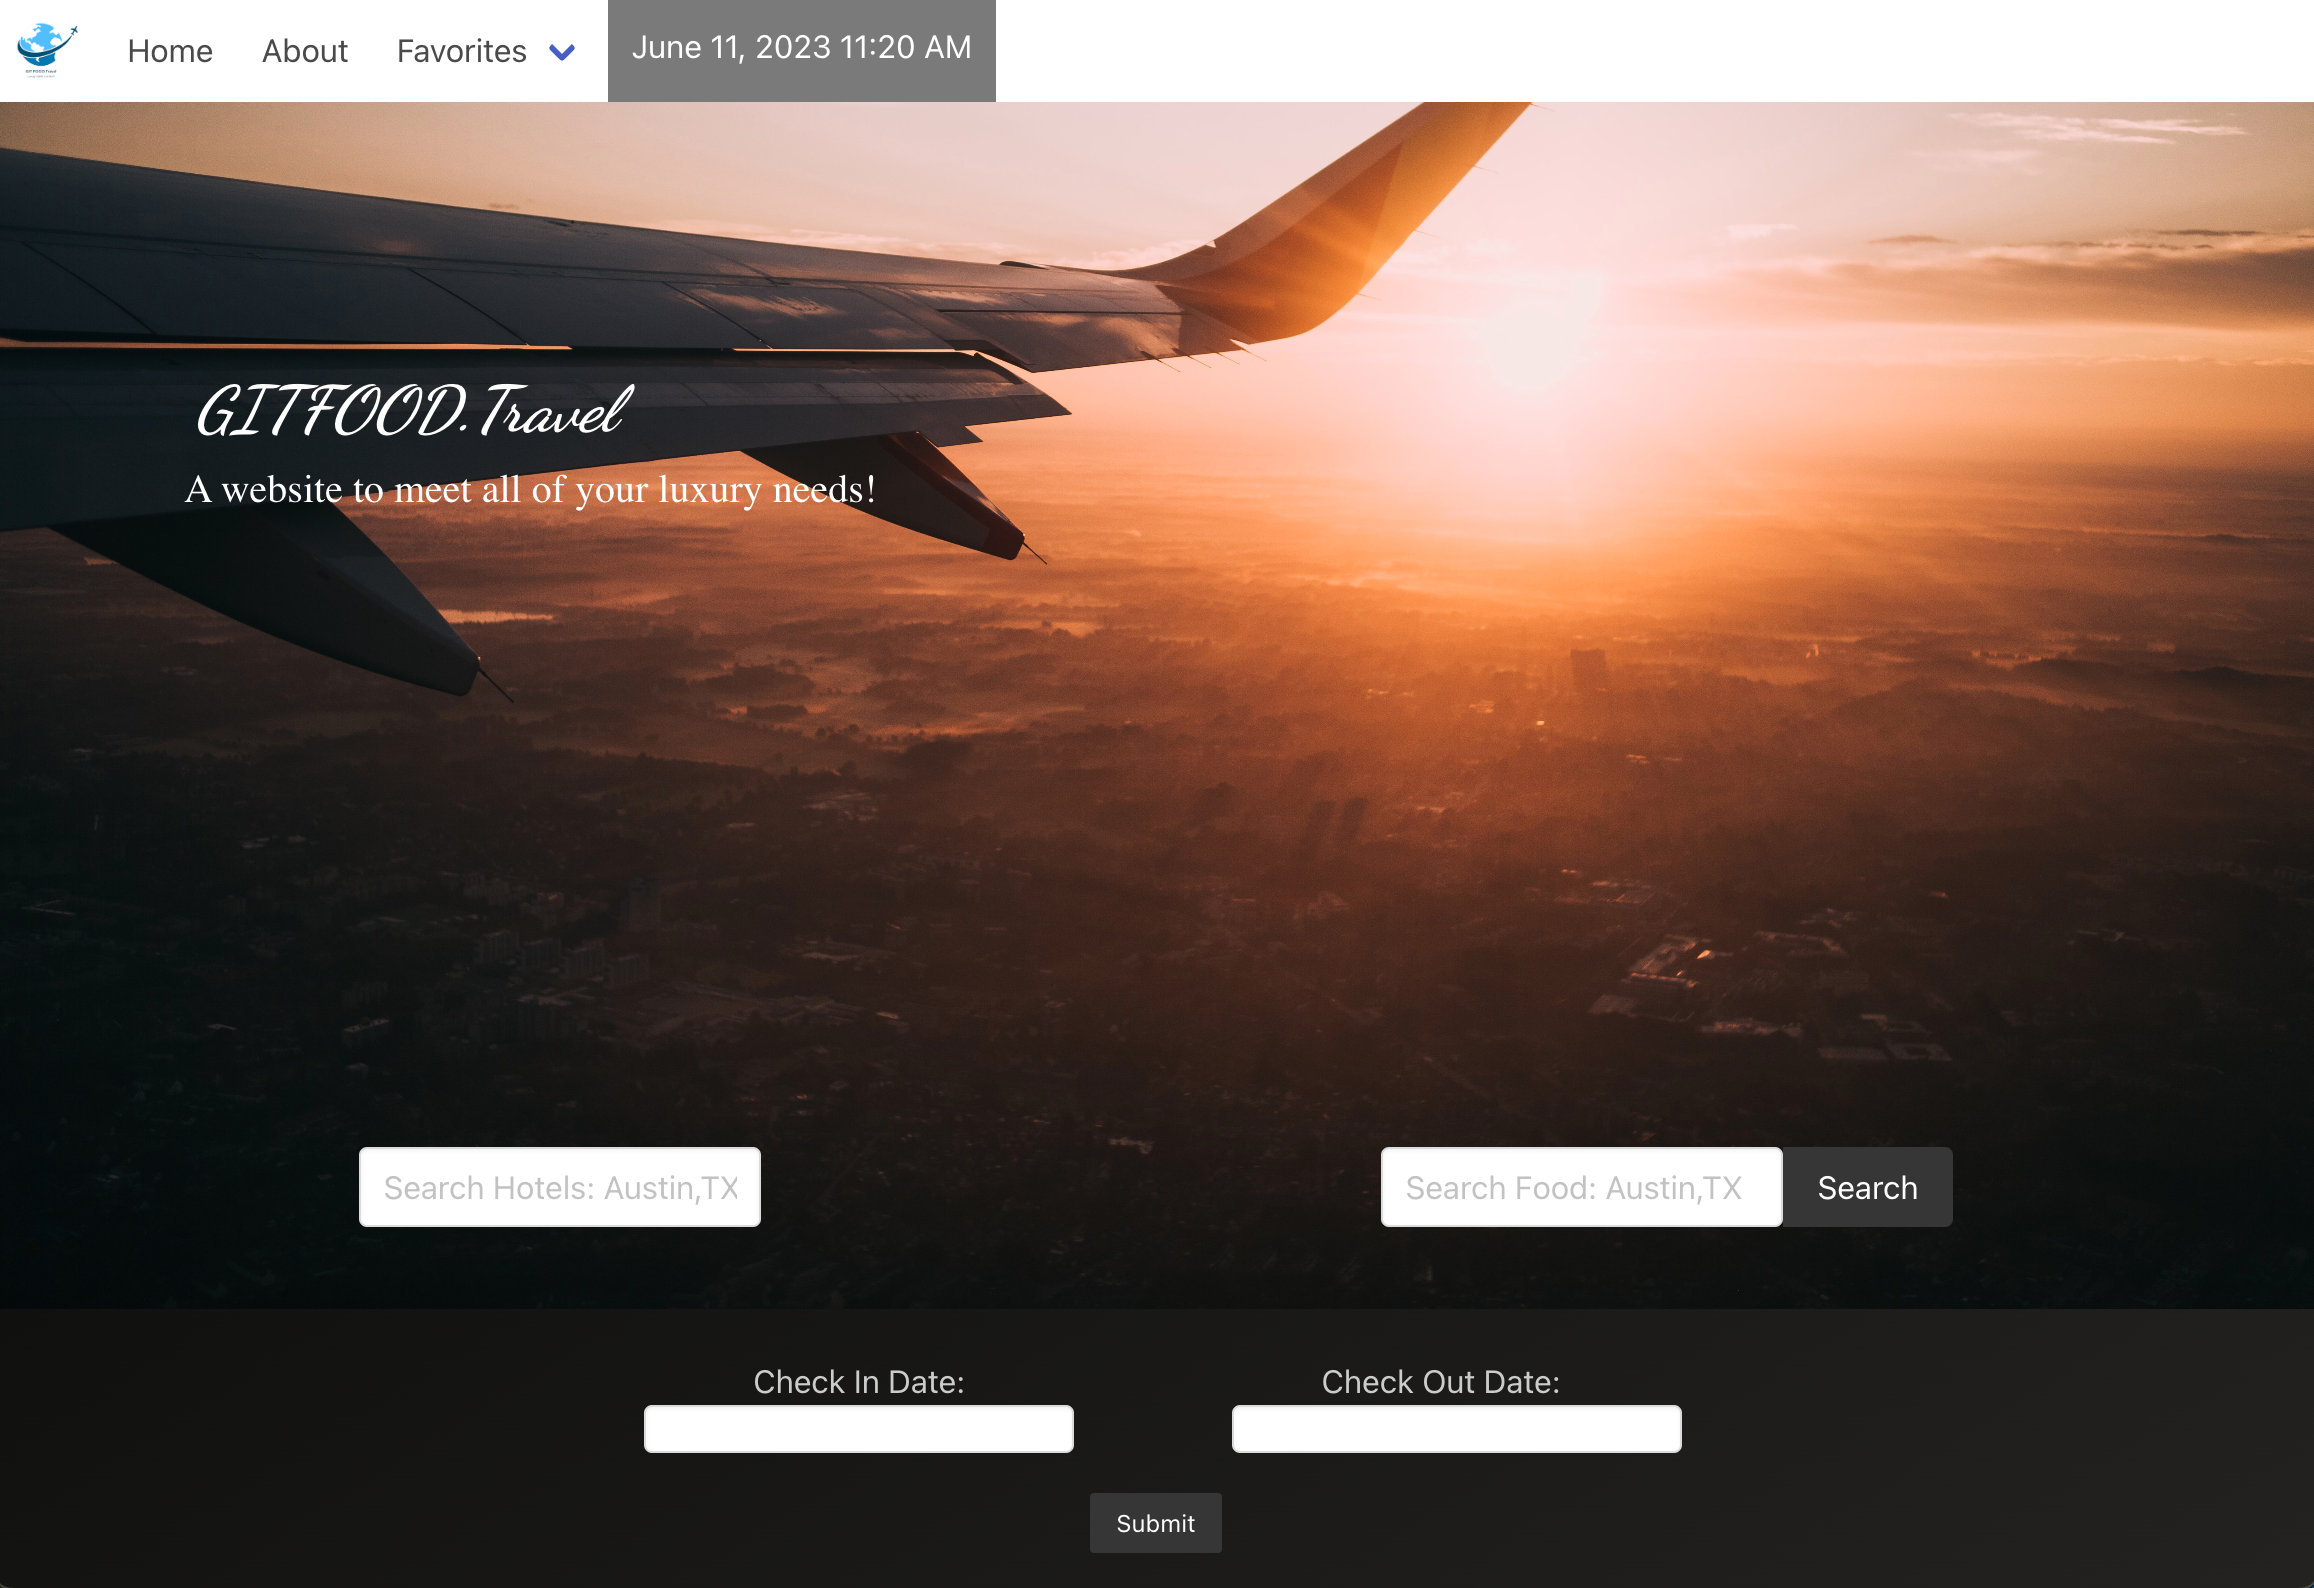 Home About Favorites June 11, 2023 11:20 AM
GITFOOD.Travel
A website to meet all of your luxury needs!
Search Hotels: Austin,TX Search Food: Austin,TX Search
Check In Date: Check Out Date:
Submit